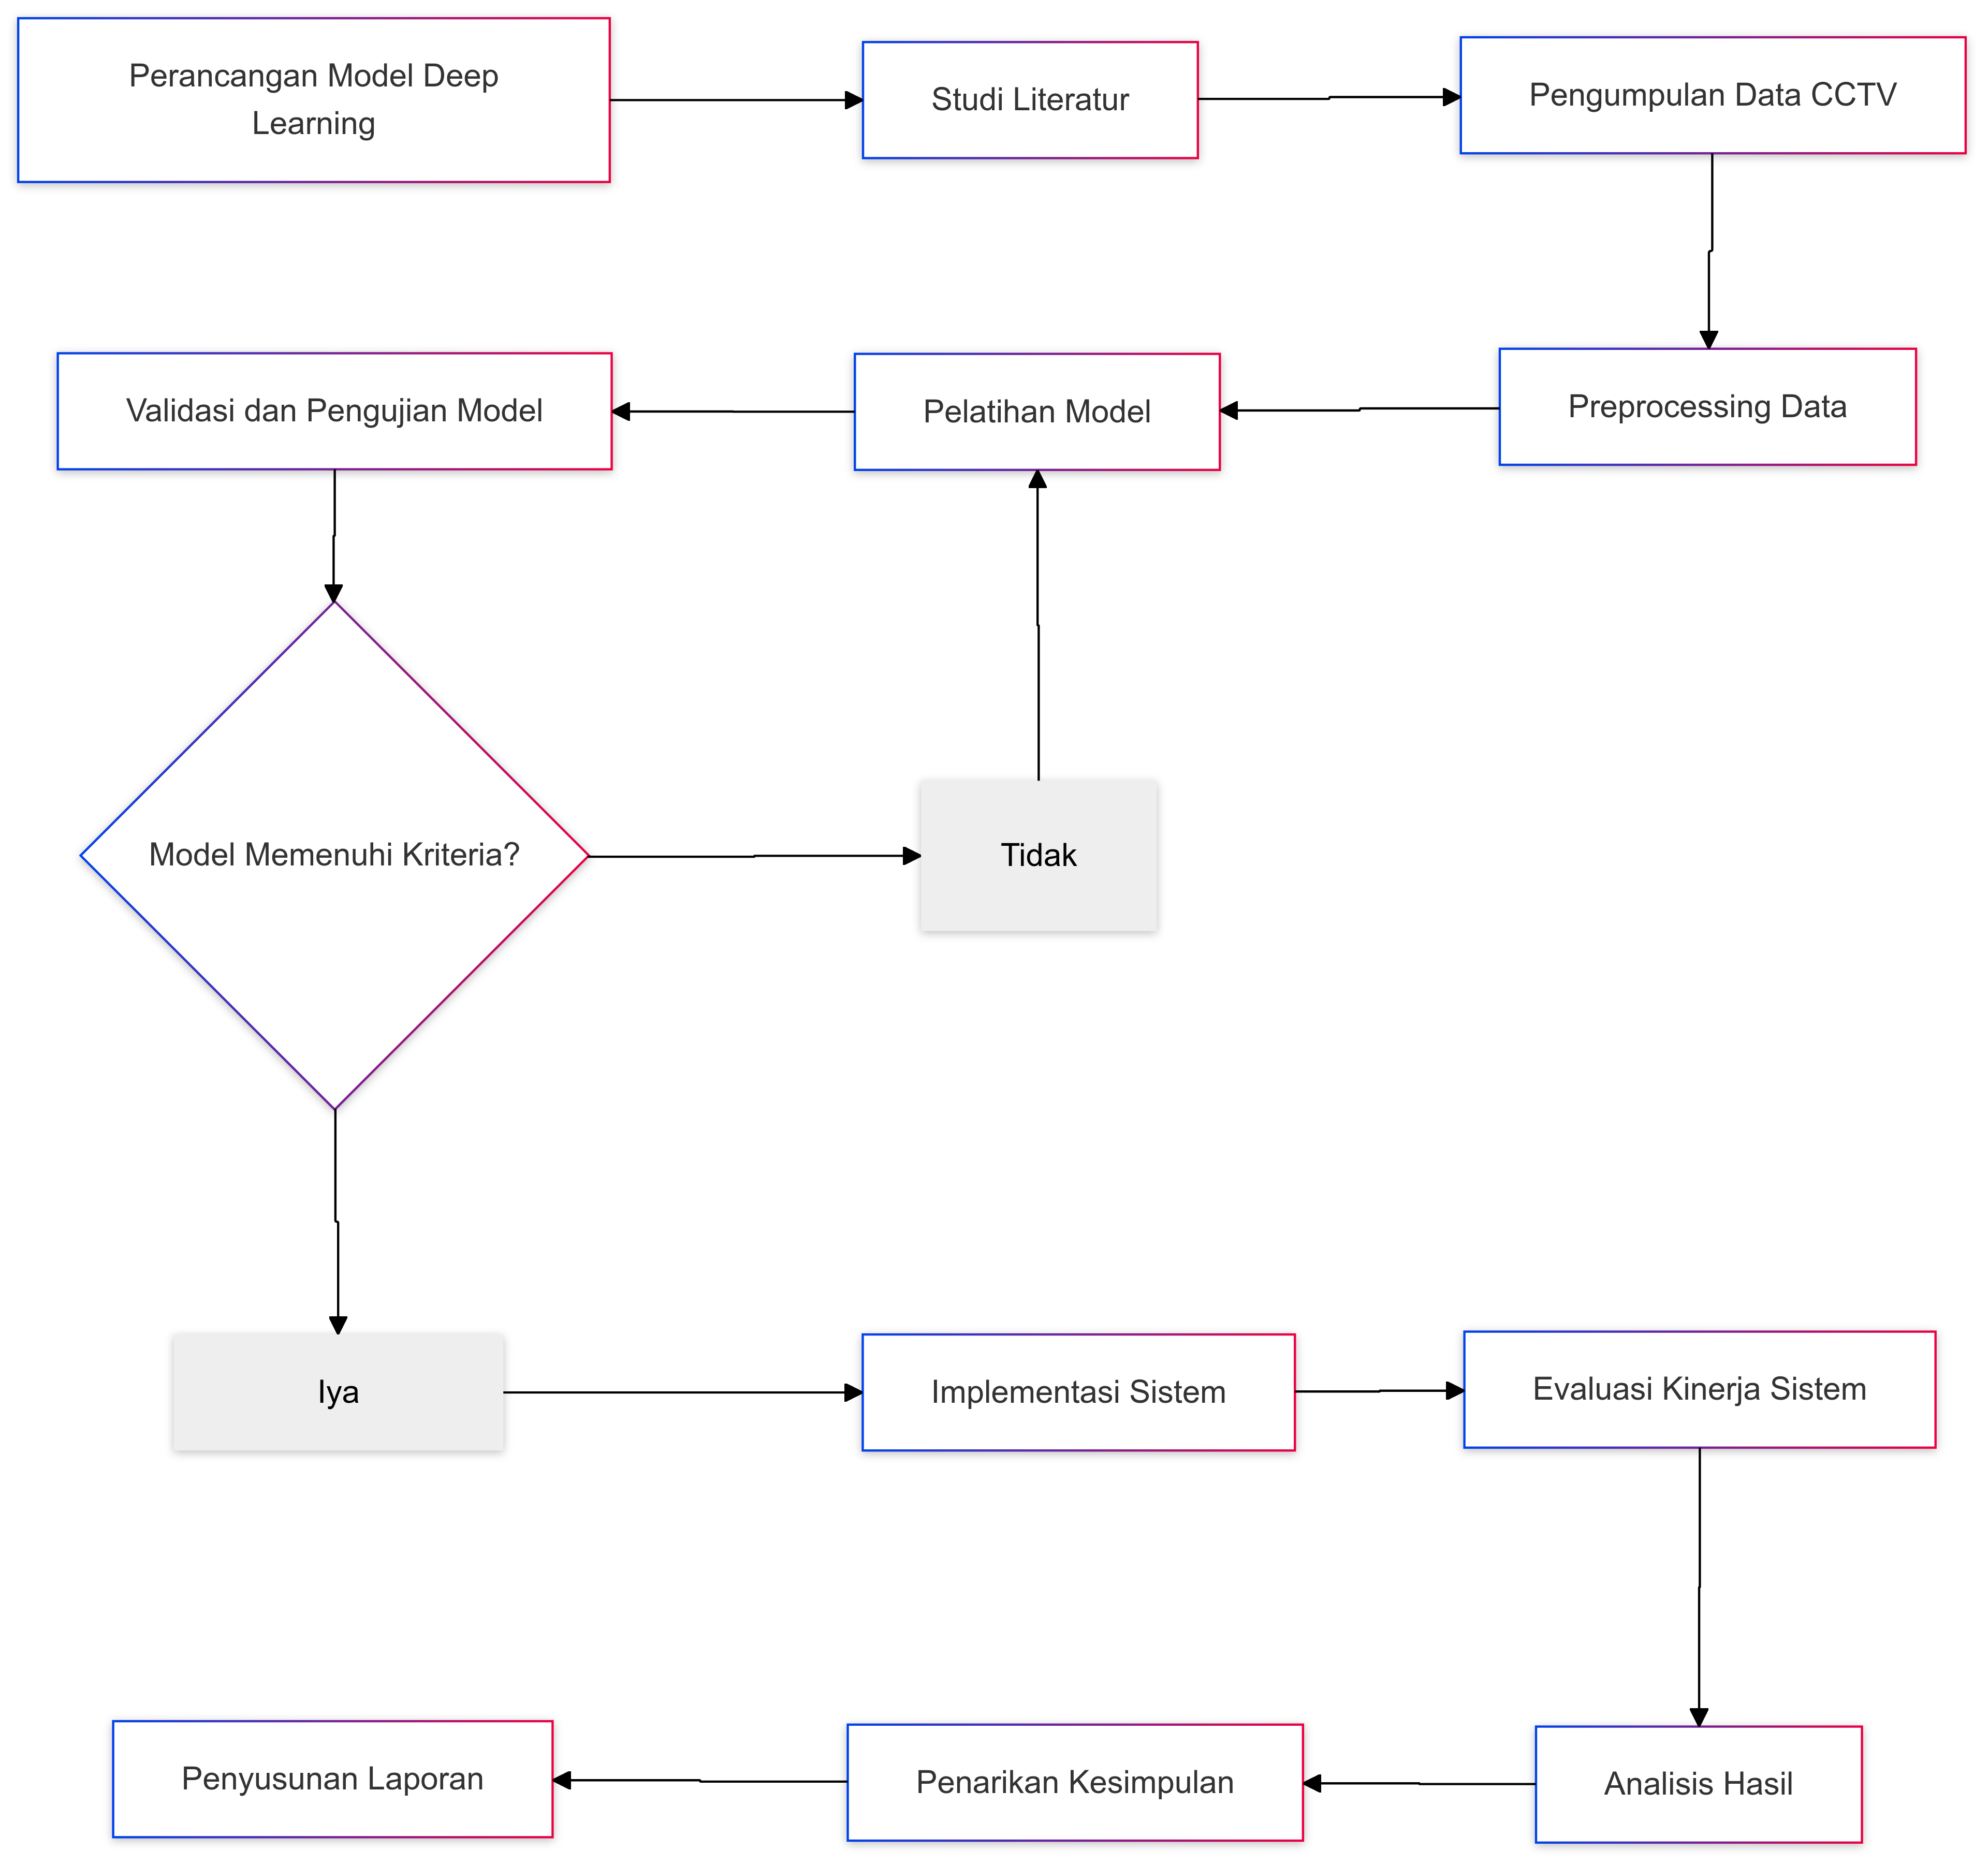 Perancangan Model Deep
Learning
Studi Literatur
Pengumpulan Data CCTV
Preprocessing Data
Pelatihan Model
Validasi dan Pengujian Model
Model Memenuhi Kriteria?
Tidak
Iya
Implementasi Sistem
Evaluasi Kinerja Sistem
Analisis Hasil
Penarikan Kesimpulan
Penyusunan Laporan